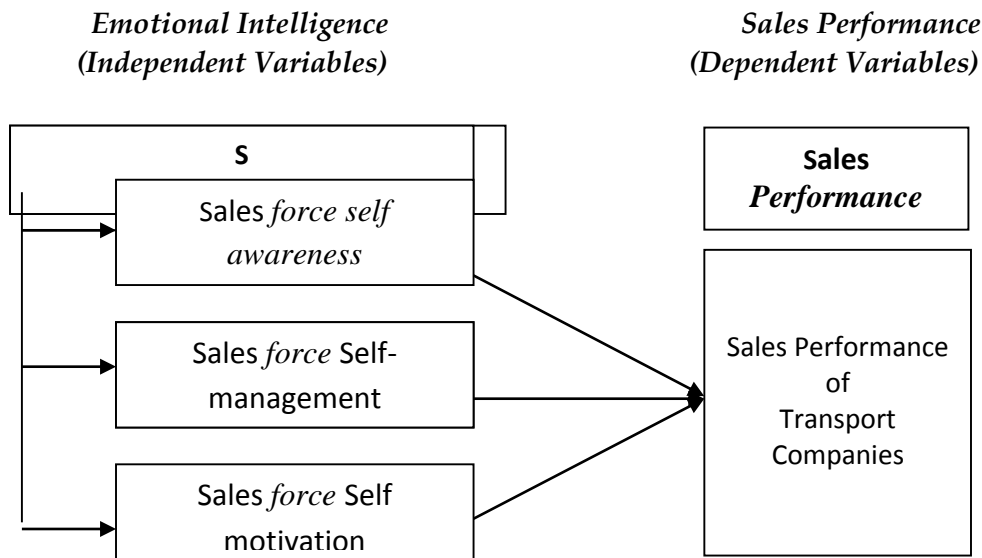 Emotional Intelligence
(Independent Variables)
Sales Performance
(Dependent Variables)
S
Sales force self
awareness
Sales force Self-
management
Sales force Self
motivation
Sales
Performance
Sales Performance
of
Transport
Companies